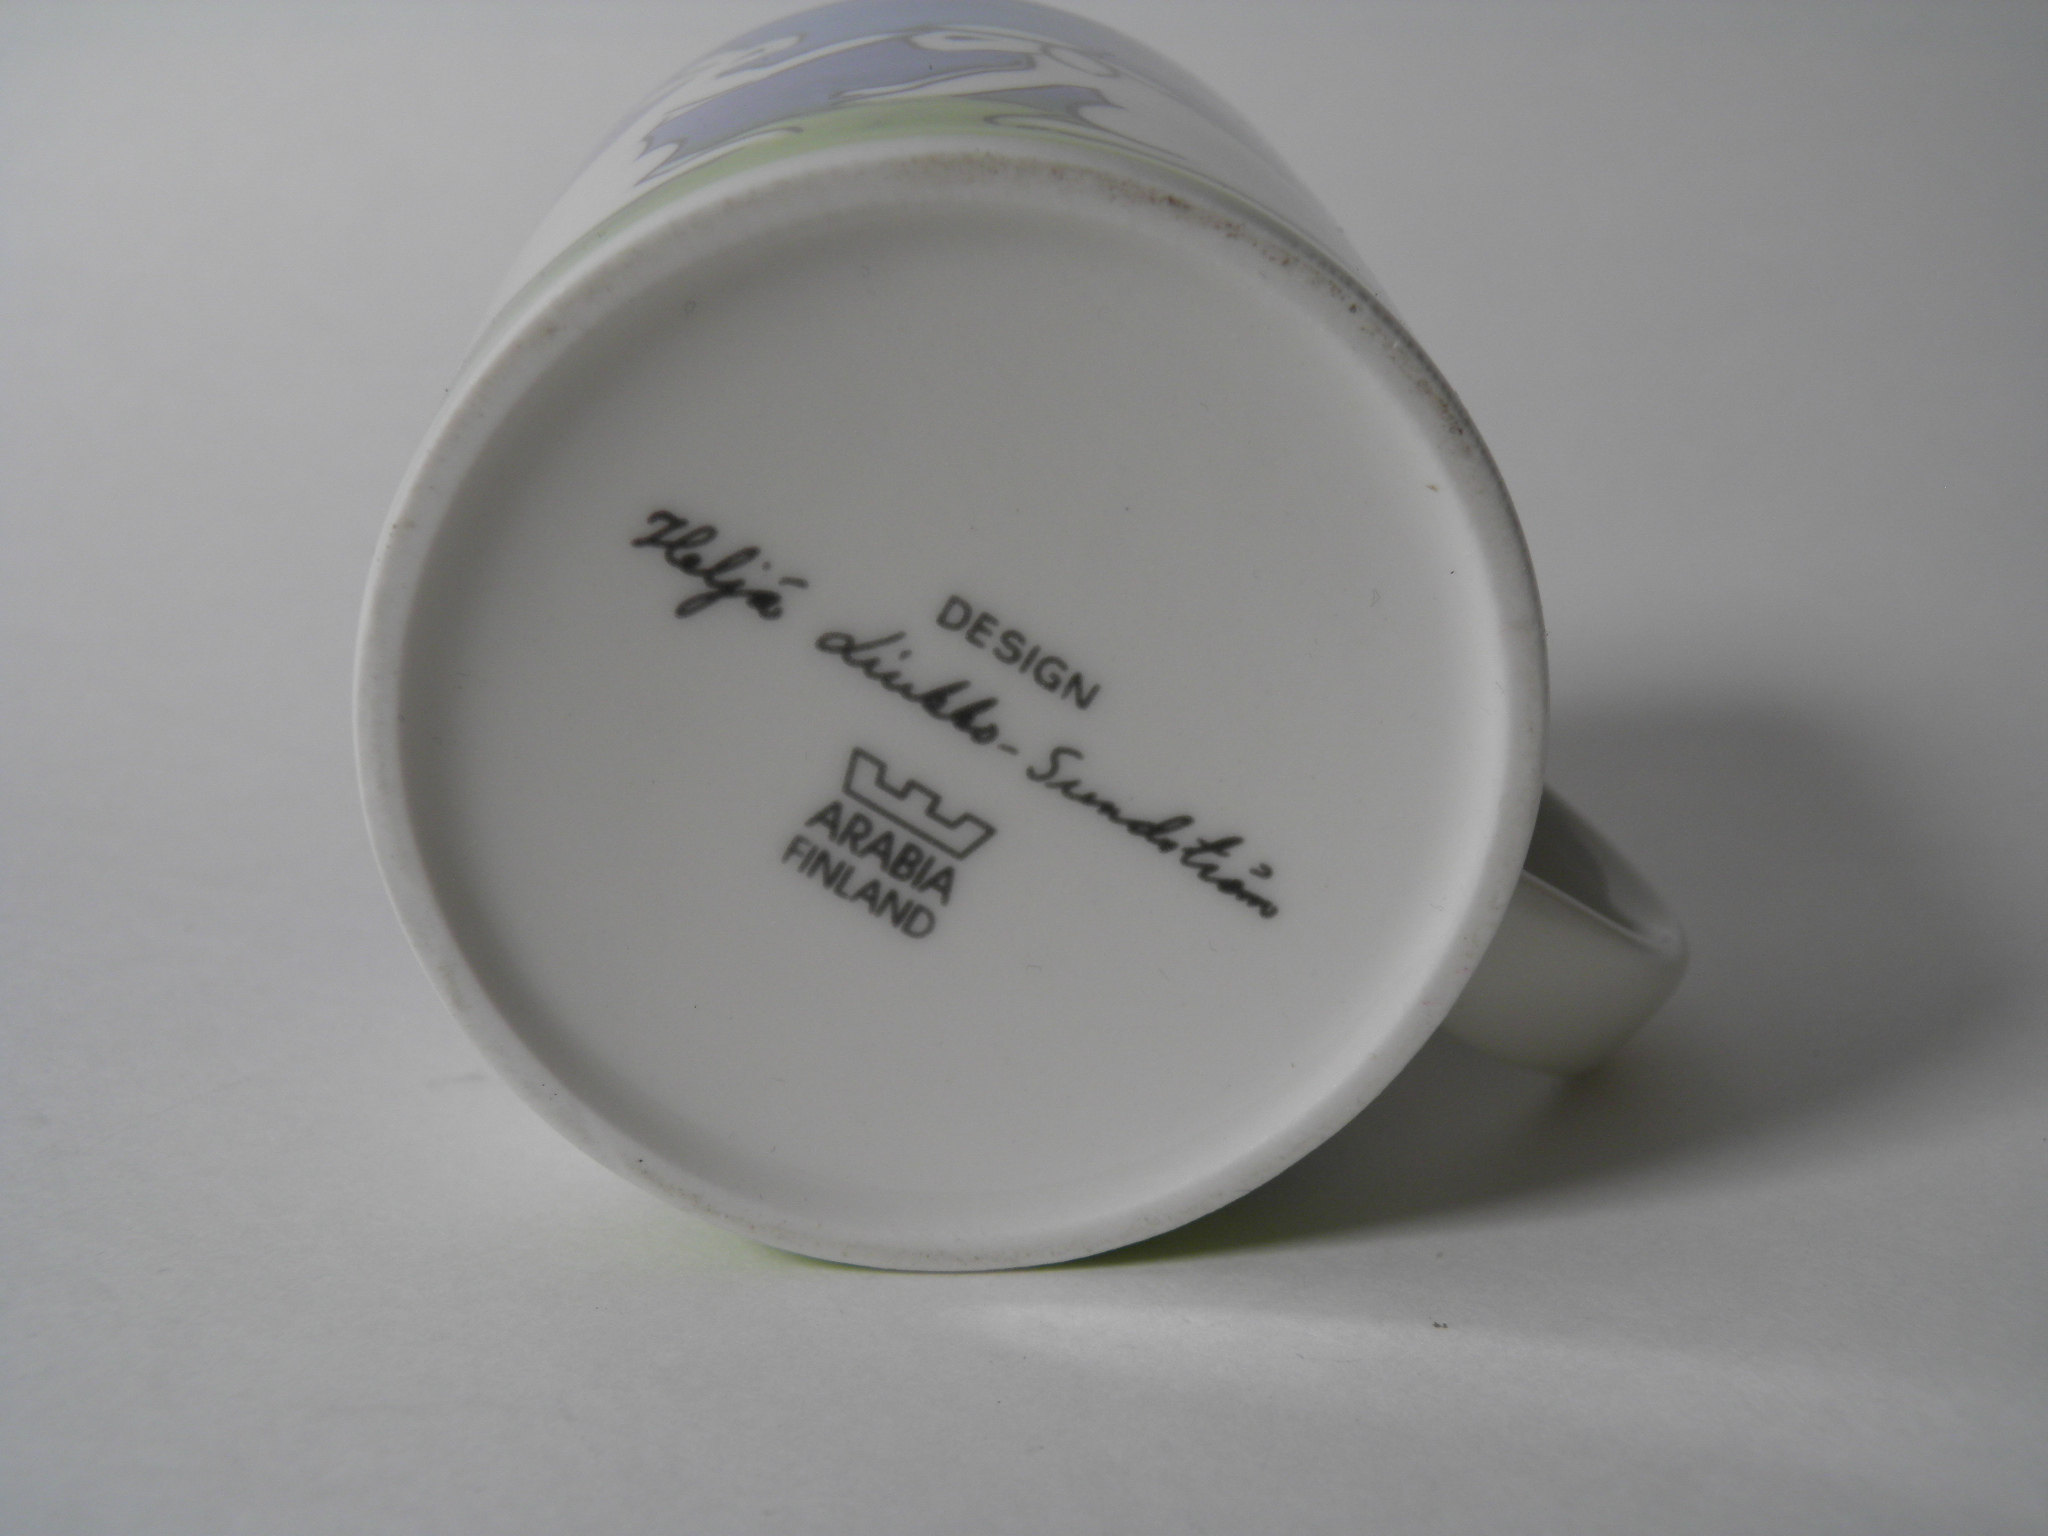 DESIGN
Heljä Liukko-Sundström
ARABIA
FINLAND